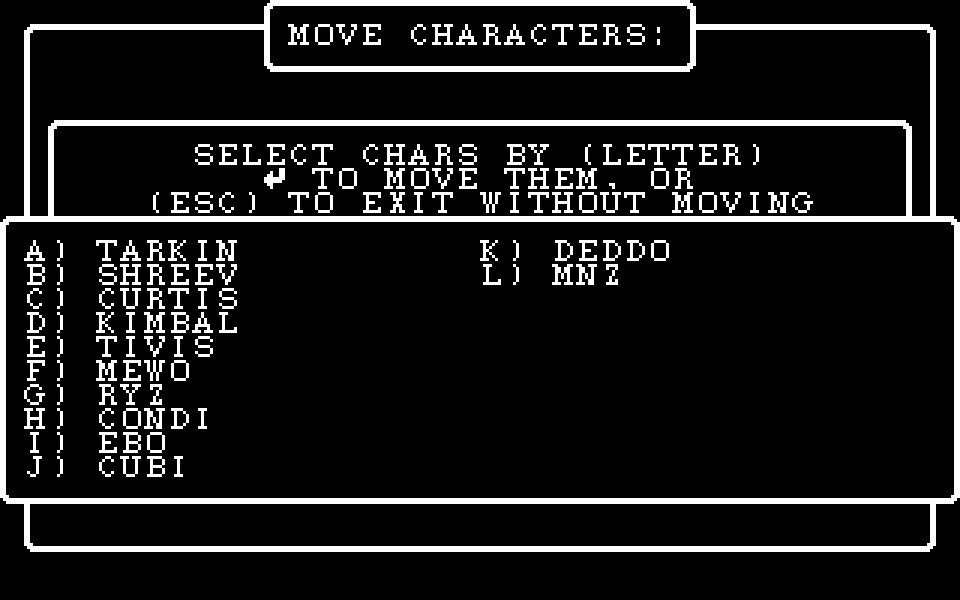 MOVE CHARACTERS:
SELECT CHARS BY (LETTER)
↵ TO MOVE THEM, OR
(ESC) TO EXIT WITHOUT MOVING
A) TARKIN
B) SHREEV
C) CURTIS
D) KIMBAL
E) TIVIS
F) MEWO
G) RYZ
H) CONDI
I) EBO
J) CUBI
K) DEDDO
L) MNZ